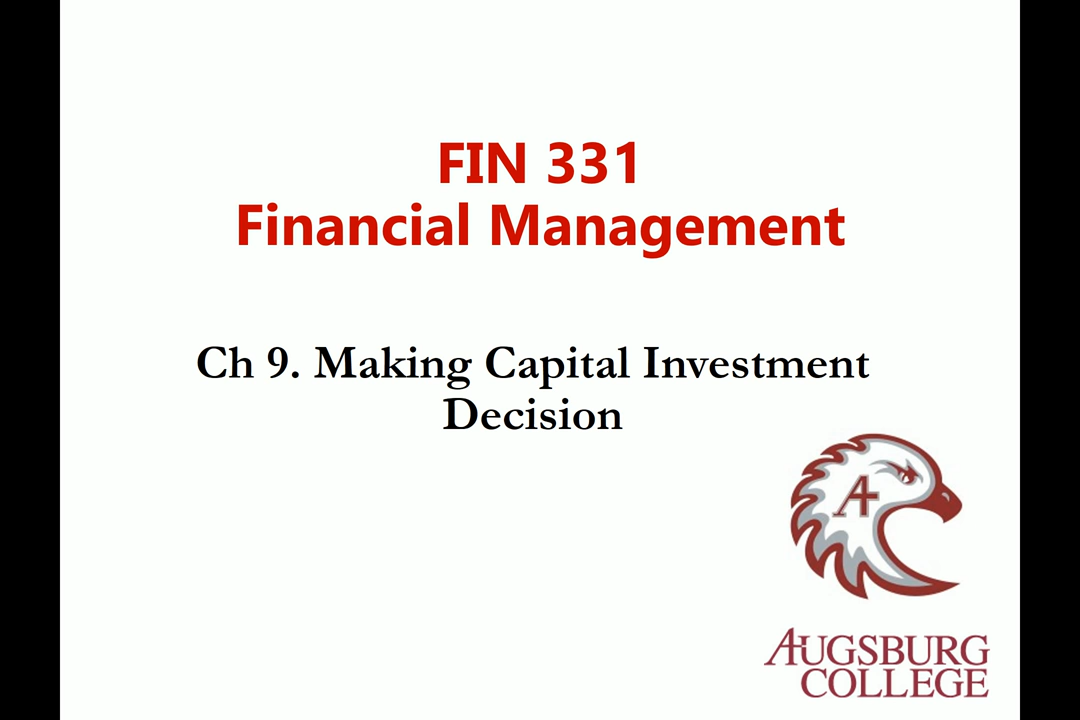 FIN 331
Financial Management
Ch 9. Making Capital Investment
Decision
A
AUGSBURG
COLLEGE